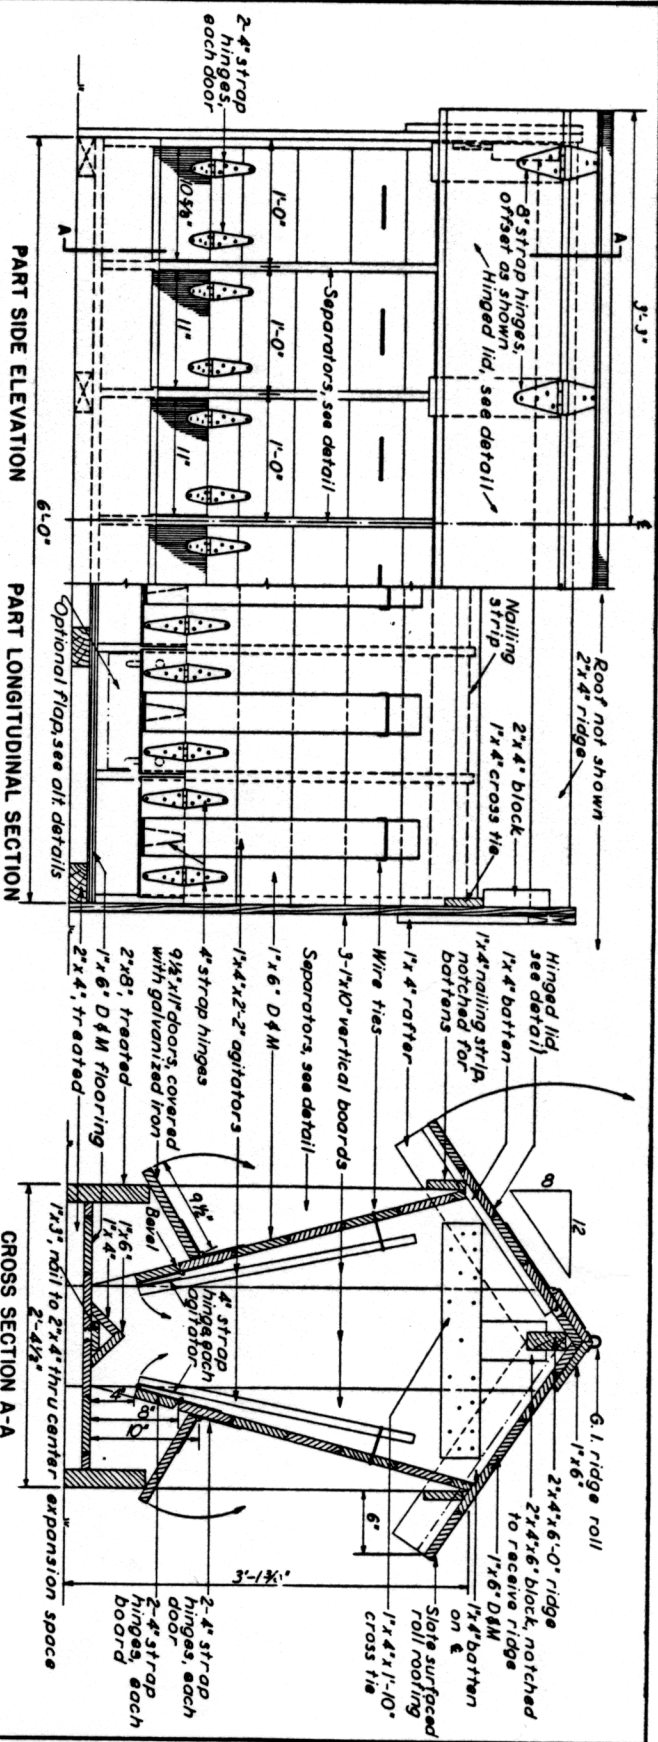 2-4" strap
hinges,
each door
8" strap hinges,
offset as shown
Hinged lid, see detail
3'-3"
A
A
10 5/8"
1'-0"
11"
1'-0"
11"
1'-0"
Separators, see detail
6'-0"
PART SIDE ELEVATION
Roof not shown
2"x4" ridge
Nailing
strip
2"x4" block
1"x4" cross tie
Optional flap, see alt. details
PART LONGITUDINAL SECTION
Hinged lid,
see detail
1"x4" batten
1"x4" nailing strip,
notched for
battens
1"x4" rafter
Wire ties
3-1"x10" vertical boards
Separators, see detail
1"x6" D&M
1"x4"x2'-2" agitators
4" strap hinges
9½"x11" doors, covered
with galvanized iron
2"x8", treated
1"x6" D&M flooring
2"x4", treated
8
12
G.I. ridge roll
1"x6"
2"x4"x6'-0" ridge
2"x4"x6" block, notched
to receive ridge
1"x6" D&M
1"x4" batten
on ℄
Slate surfaced
roll roofing
1"x4"x1'-10"
cross tie
9½"
Bevel
4" strap
hinge, each
agitator
1"x6"
1"x4"
4"
8"
10"
6"
2-4" strap
hinges, each
door
2-4" strap
hinges, each
board
2'-4½"
1"x3", nail to 2"x4" thru center expansion space
CROSS SECTION A-A